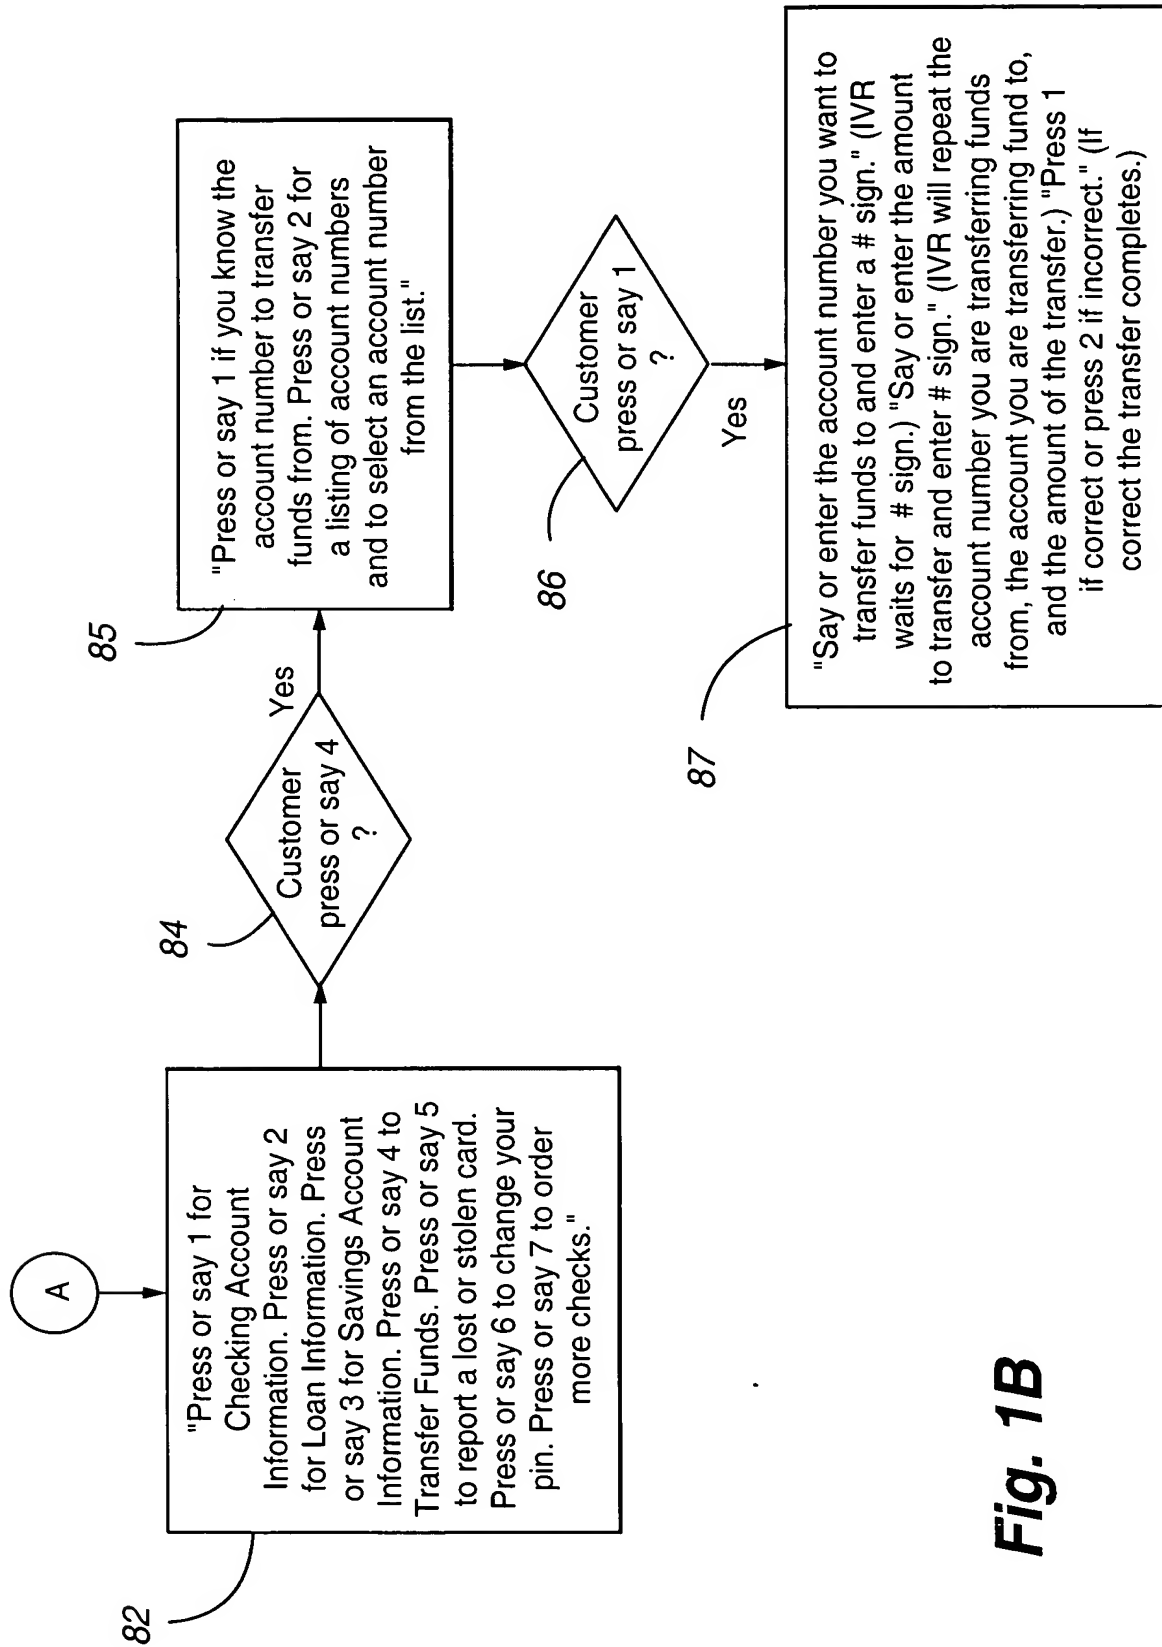 A
82
"Press or say 1 for
Checking Account
Information. Press or say 2
for Loan Information. Press
or say 3 for Savings Account
Information. Press or say 4 to
Transfer Funds. Press or say 5
to report a lost or stolen card.
Press or say 6 to change your
pin. Press or say 7 to order
more checks."
84
Customer
press or say 4
?
Yes
85
"Press or say 1 if you know the
account number to transfer
funds from. Press or say 2 for
a listing of account numbers
and to select an account number
from the list."
86
Customer
press or say 1
?
Yes
87
"Say or enter the account number you want to
transfer funds to and enter a # sign." (IVR
waits for # sign.) "Say or enter the amount
to transfer and enter # sign." (IVR will repeat the
account number you are transferring funds
from, the account you are transferring fund to,
and the amount of the transfer.) "Press 1
if correct or press 2 if incorrect." (If
correct the transfer completes.)
Fig. 1B